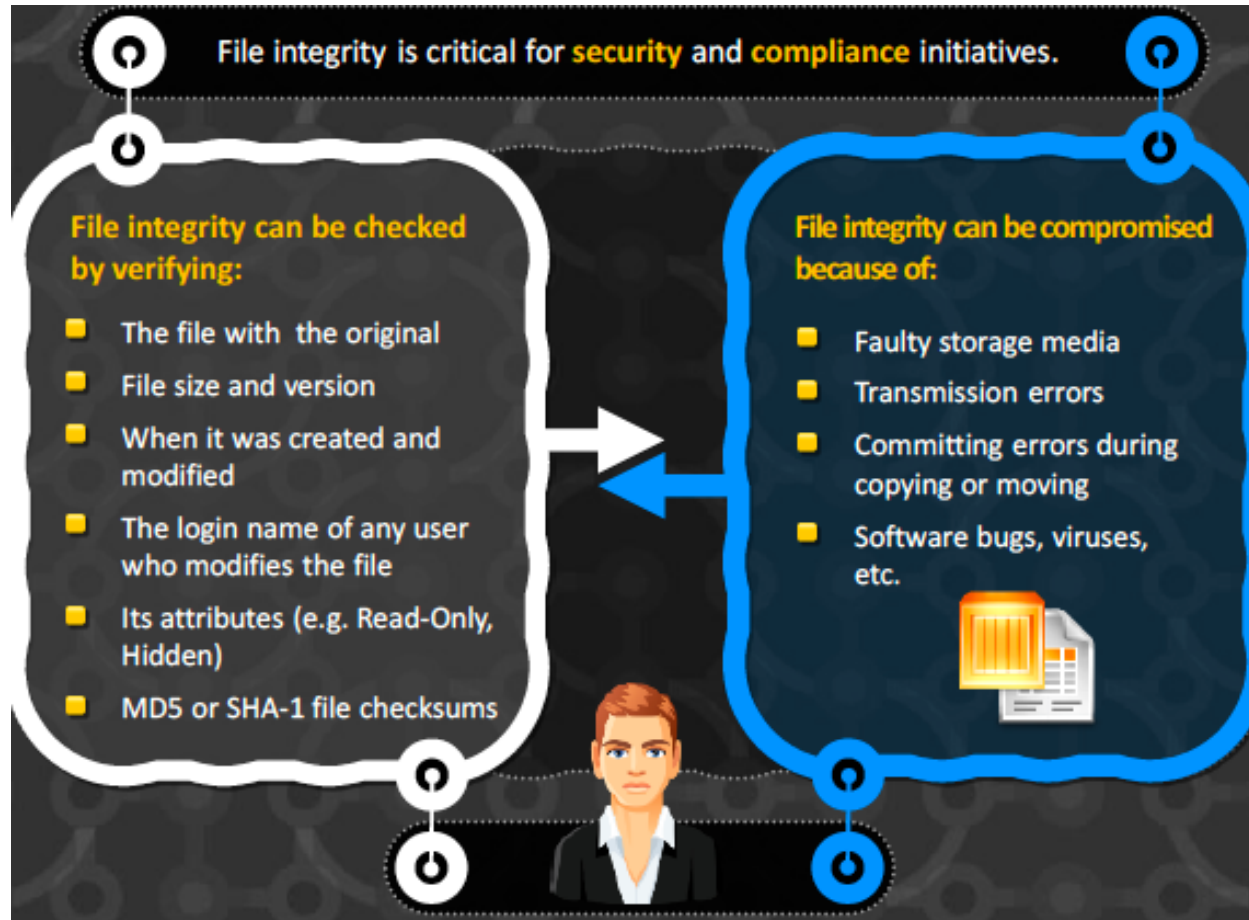 File integrity is critical for security and compliance initiatives.
File integrity can be checked
by verifying:
The file with the original
File size and version
When it was created and
modified
The login name of any user
who modifies the file
Its attributes (e.g. Read-Only,
Hidden)
MD5 or SHA-1 file checksums
File integrity can be compromised
because of:
Faulty storage media
Transmission errors
Committing errors during
copying or moving
Software bugs, viruses,
etc.